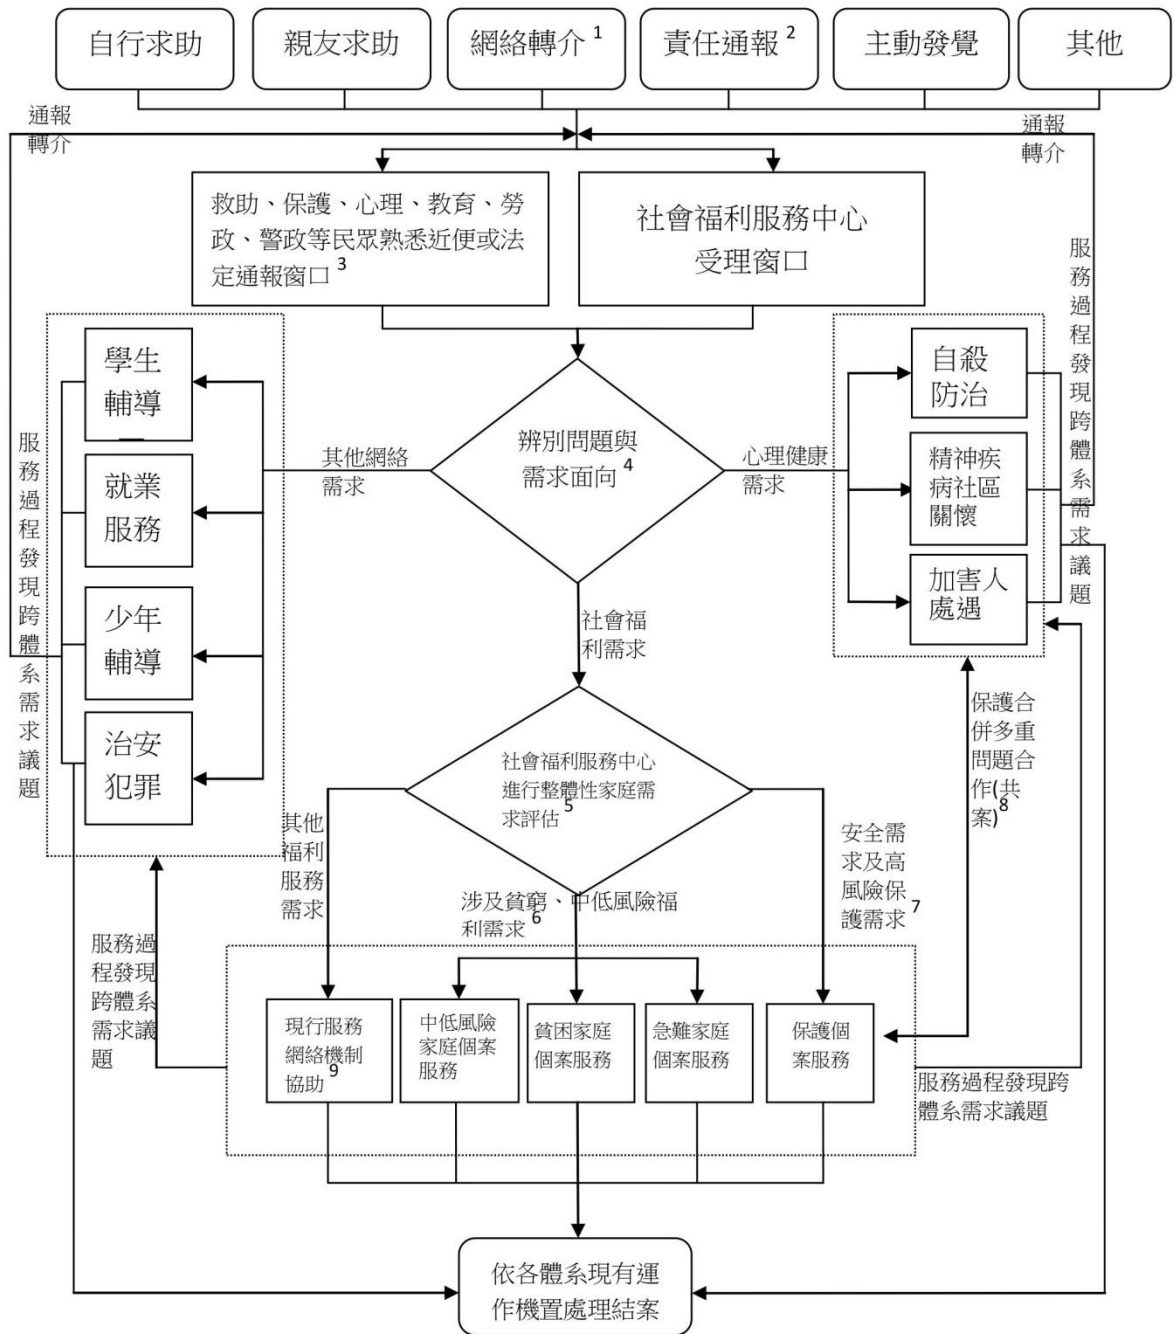 自行求助
親友求助
網絡轉介 1
責任通報 2
主動發覺
其他
通報
轉介
通報
轉介
救助、保護、心理、教育、勞
政、警政等民眾熟悉近便或法
定通報窗口 3
社會福利服務中心
受理窗口
服務過程發現跨體系需求議題
學生
輔導
就業
服務
少年
輔導
治安
犯罪
其他網絡
需求
辨別問題與
需求面向 4
心理健康
需求
自殺
防治
精神疾
病社區
關懷
加害人
處遇
服務過程發現跨體系需求議題
社會福
利需求
保護合
併多重
問題合
作(共
案) 8
社會福利服務中心
進行整體性家庭需
求評估 5
其他
福利
服務
需求
涉及貧窮、中低風險福
利需求 6
安全需
求及高
風險保
護需求 7
服務過
程發現
跨體系
需求議
題
現行服務
網絡機制
協助 9
中低風險
家庭個案
服務
貧困家庭
個案服務
急難家庭
個案服務
保護個
案服務
服務過程發現跨
體系需求議題
依各體系現有運
作機置處理結案